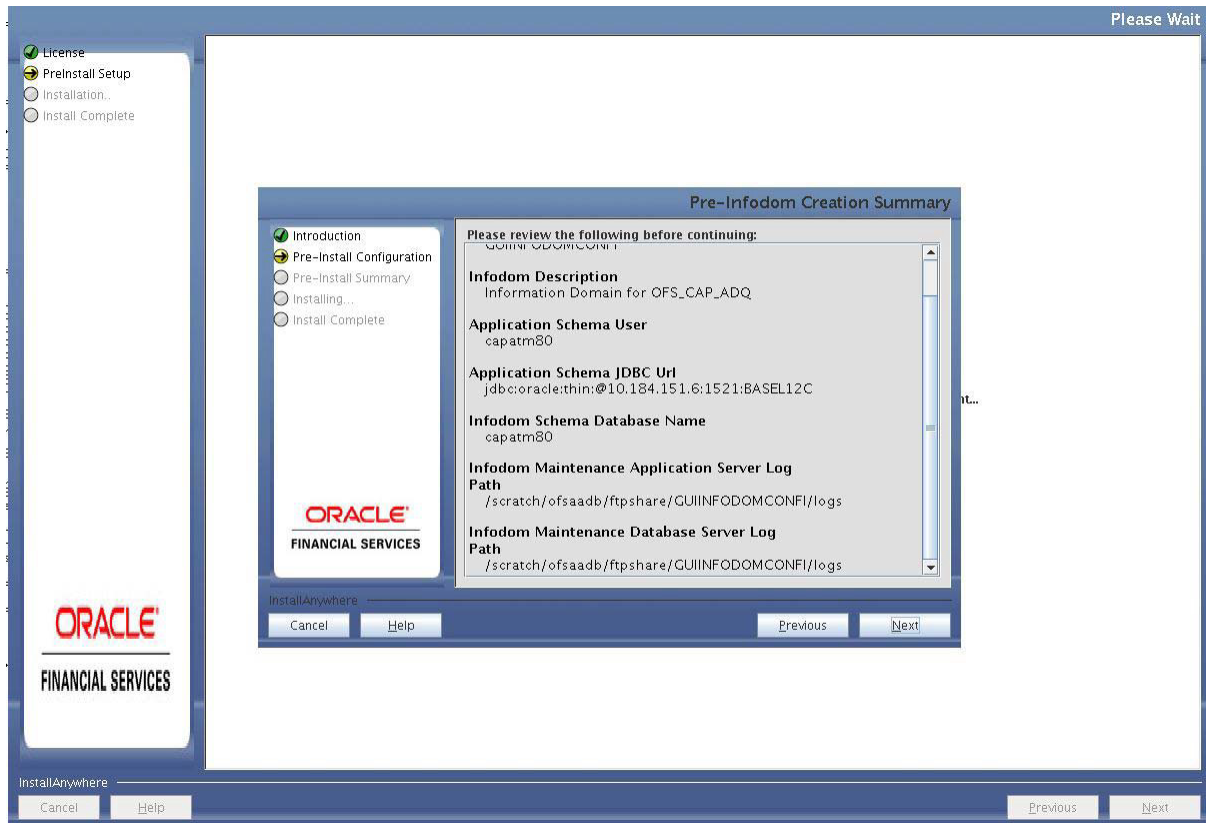 Please Wait
License
PreInstall Setup
Installation..
Install Complete
Pre-Infodom Creation Summary
Introduction
Pre-Install Configuration
Pre-Install Summary
Installing...
Install Complete
Please review the following before continuing:
GUIINFODOMCONFI
Infodom Description
Information Domain for OFS_CAP_ADQ
Application Schema User
capatm80
Application Schema JDBC Url
jdbc:oracle:thin:@10.184.151.6:1521:BASEL12C
Infodom Schema Database Name
capatm80
Infodom Maintenance Application Server Log
Path
/scratch/ofsaadb/ftpshare/GUIINFODOMCONFI/logs
Infodom Maintenance Database Server Log
Path
/scratch/ofsaadb/ftpshare/GUIINFODOMCONFI/logs
ORACLE
FINANCIAL SERVICES
InstallAnywhere
Cancel
Help
Previous
Next
nt...
ORACLE
FINANCIAL SERVICES
InstallAnywhere
Cancel
Help
Previous
Next